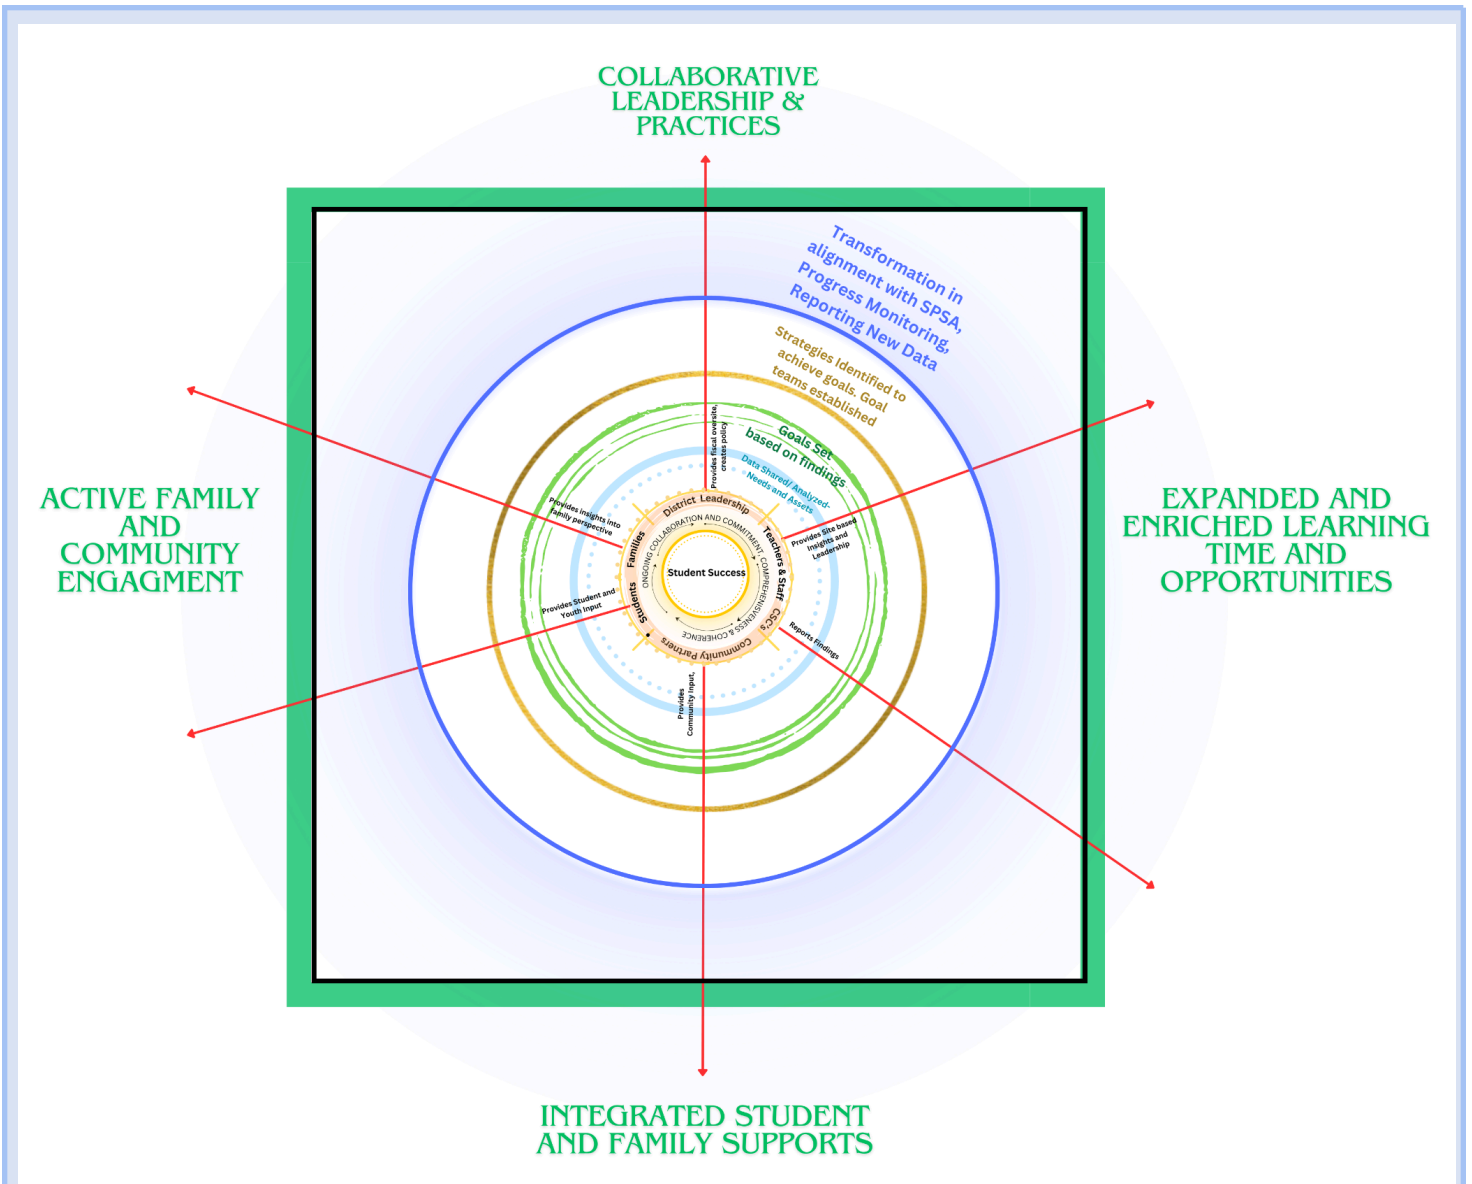 COLLABORATIVE
LEADERSHIP &
PRACTICES
Transformation in
alignment with SPSA,
Progress Monitoring,
Reporting New Data
Strategies Identified to
achieve goals. Goal
teams established
Goals Set
based on findings
Data Shared/ Analyzed-
Needs and Assets
Provides fiscal oversite,
creates policy
District Leadership
Teachers & Staff
CSC's
Community Partners
Students
Families
ONGOING COLLABORATION AND COMMITMENT, COMPREHENISVENESS & COHERENCE
Student Success
Provides insights into
family perspective
Provides Site based
Insights and
Leadership
Provides Student and
Youth Input
Reports Findings
Provides
Community Input,
ACTIVE FAMILY
AND
COMMUNITY
ENGAGMENT
EXPANDED AND
ENRICHED LEARNING
TIME AND
OPPORTUNITIES
INTEGRATED STUDENT
AND FAMILY SUPPORTS